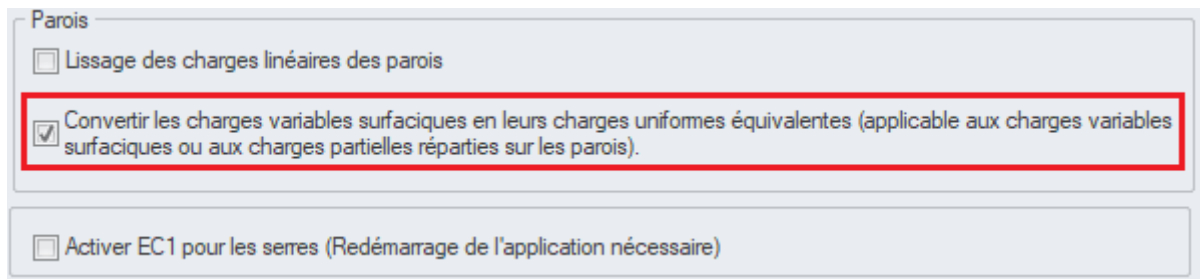 Parois
Lissage des charges linéaires des parois
Convertir les charges variables surfaciques en leurs charges uniformes équivalentes (applicable aux charges variables
surfaciques ou aux charges partielles réparties sur les parois).
Activer EC1 pour les serres (Redémarrage de l'application nécessaire)